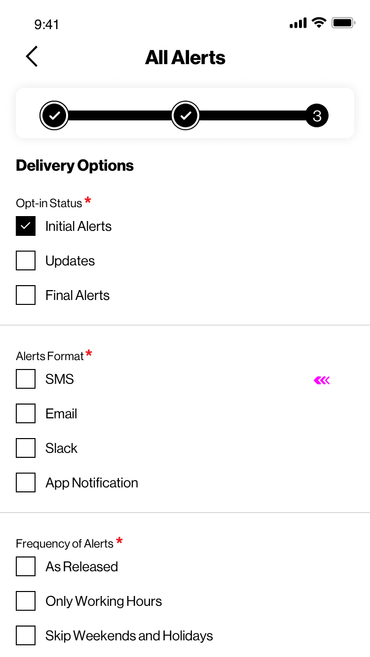 9:41
All Alerts
3
Delivery Options
Opt-in Status *
Initial Alerts
Updates
Final Alerts
Alerts Format *
SMS
Email
Slack
App Notification
Frequency of Alerts *
As Released
Only Working Hours
Skip Weekends and Holidays